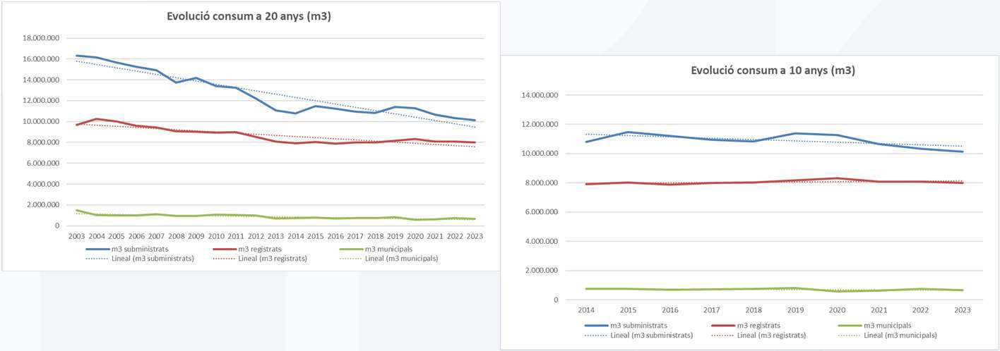 Evolució consum a 20 anys (m3)
18.000.000
16.000.000
14.000.000
12.000.000
10.000.000
8.000.000
6.000.000
4.000.000
2.000.000
0
2003 2004 2005 2006 2007 2008 2009 2010 2011 2012 2013 2014 2015 2016 2017 2018 2019 2020 2021 2022 2023
m3 subministrats m3 registrats m3 municipals
Lineal (m3 subministrats) Lineal (m3 registrats) Lineal (m3 municipals)
Evolució consum a 10 anys (m3)
14.000.000
12.000.000
10.000.000
8.000.000
6.000.000
4.000.000
2.000.000
0
2014 2015 2016 2017 2018 2019 2020 2021 2022 2023
m3 subministrats m3 registrats m3 municipals
Lineal (m3 subministrats) Lineal (m3 registrats) Lineal (m3 municipals)